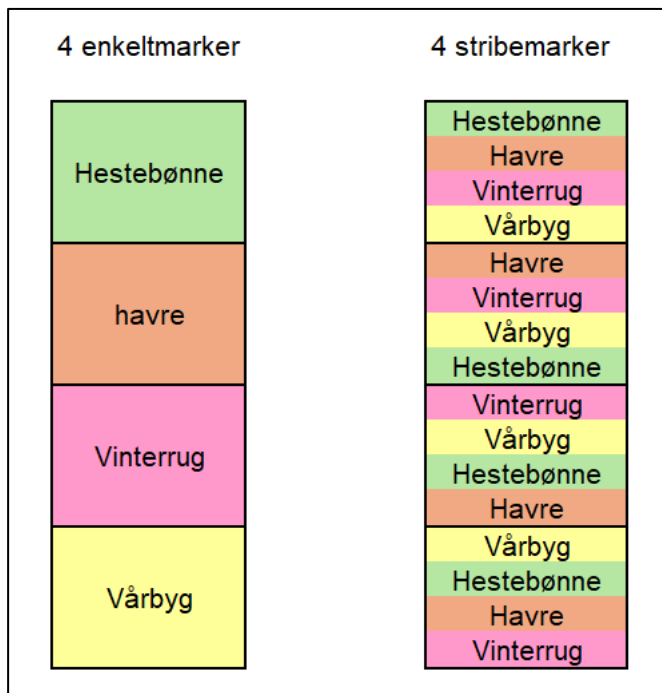 4 enkeltmarker
Hestebønne
havre
Vinterrug
Vårbyg
4 stribemarker
Hestebønne
Havre
Vinterrug
Vårbyg
Havre
Vinterrug
Vårbyg
Hestebønne
Vinterrug
Vårbyg
Hestebønne
Havre
Vårbyg
Hestebønne
Havre
Vinterrug